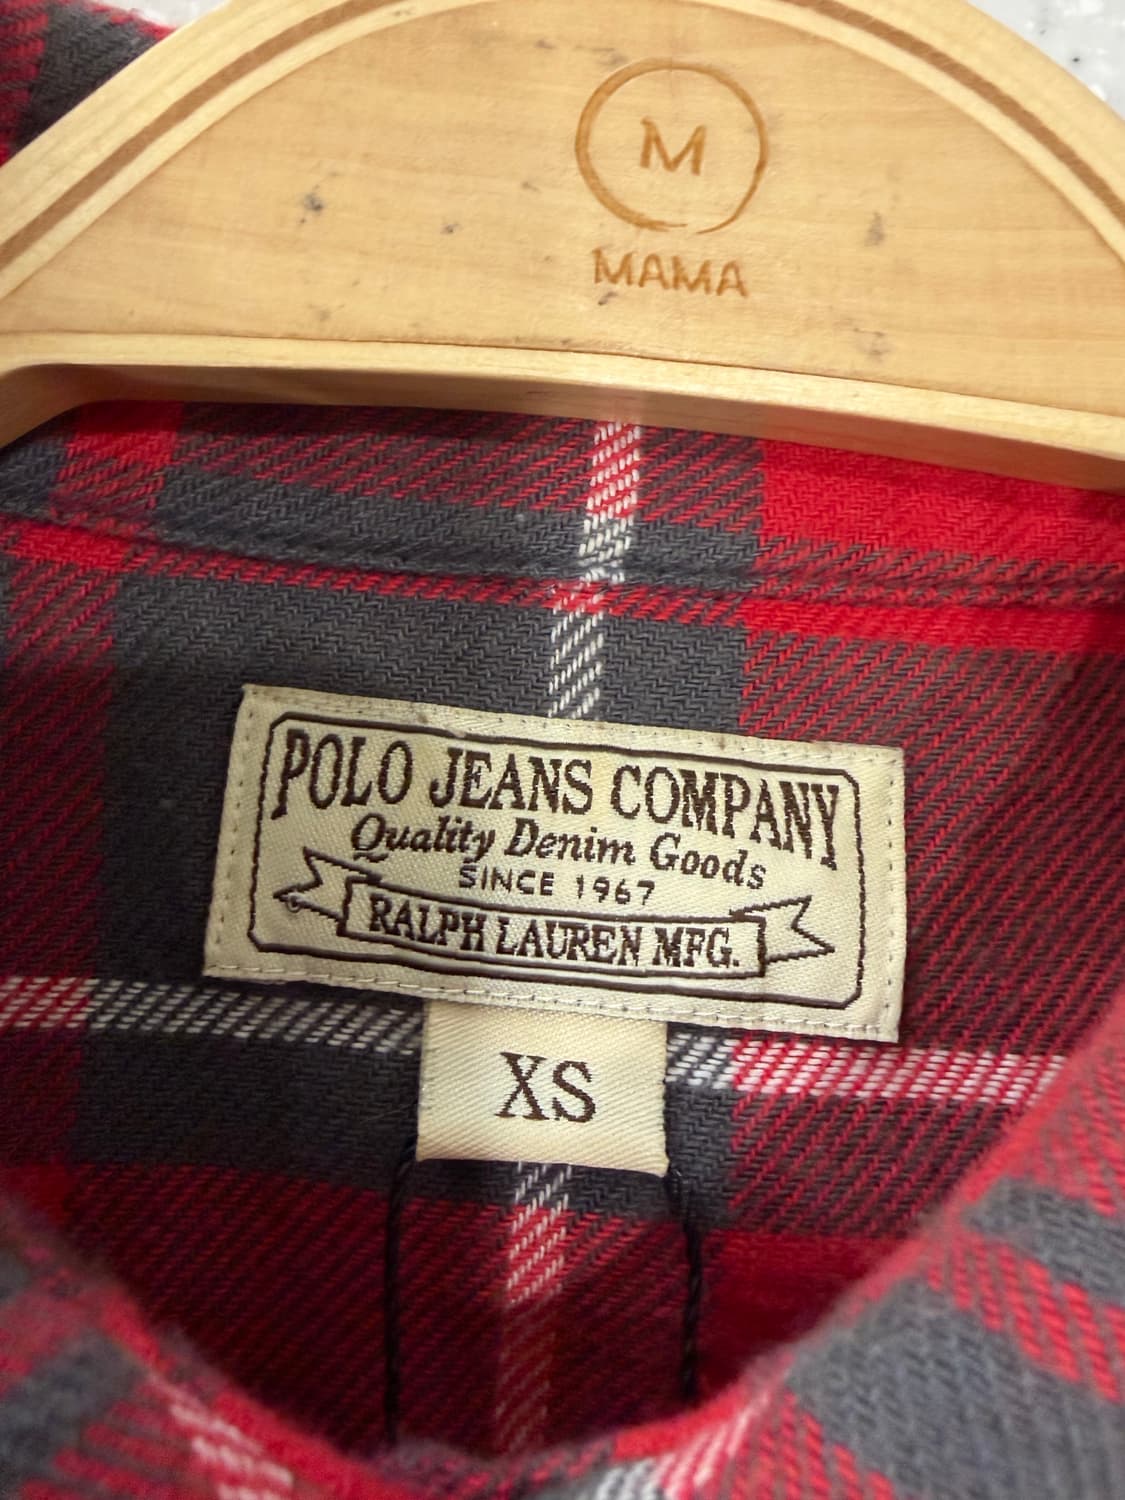 M
MAMA
POLO JEANS COMPANY
Quality Denim Goods
SINCE 1967
RALPH LAUREN MFG.
XS